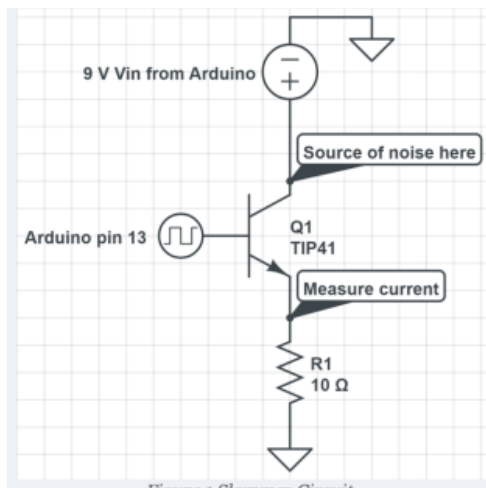 9 V Vin from Arduino
Source of noise here
Arduino pin 13
Q1
TIP41
Measure current
R1
10 Ω